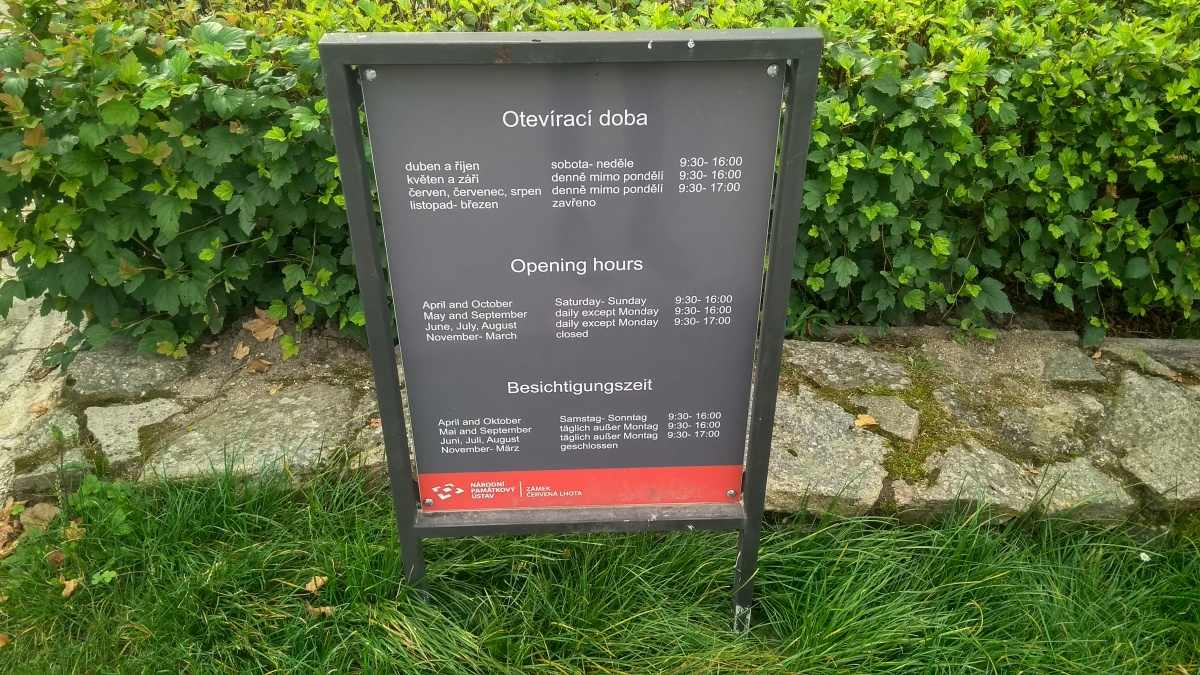 Otevírací doba
duben a říjen sobota- neděle 9:30- 16:00
květen a září denně mimo pondělí 9:30- 16:00
červen, červenec, srpen denně mimo pondělí 9:30- 17:00
listopad- březen zavřeno
Opening hours
April and October Saturday- Sunday 9:30- 16:00
May and September daily except Monday 9:30- 16:00
June, July, August daily except Monday 9:30- 17:00
November- March closed
Besichtigungszeit
April and Oktober Samstag- Sonntag 9:30- 16:00
Mai and September täglich außer Montag 9:30- 16:00
Juni, Juli, August täglich außer Montag 9:30- 17:00
November- März geschlossen
NÁRODNÍ
PAMÁTKOVÝ
ÚSTAV
ZÁMEK
ČERVENÁ LHOTA